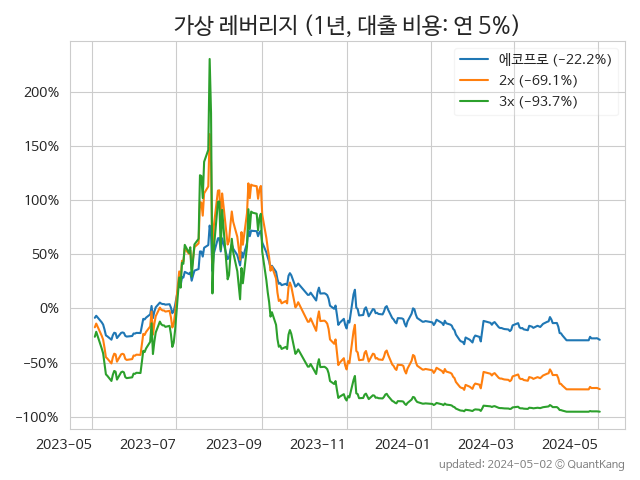 가상 레버리지 (1년, 대출 비용: 연 5%)
에코프로 (−22.2%)
2x (−69.1%)
3x (−93.7%)
200%
150%
100%
50%
0%
−50%
−100%
2023-05 2023-07 2023-09 2023-11 2024-01 2024-03 2024-05
updated: 2024-05-02 ⓒ QuantKang